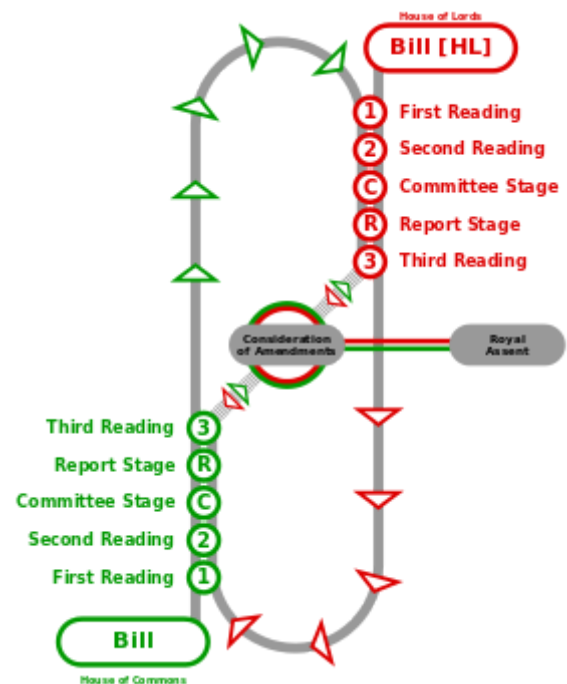 House of Lords
Bill [HL]
1 First Reading
2 Second Reading
C Committee Stage
R Report Stage
3 Third Reading
Consideration
of Amendments
Royal
Assent
Third Reading 3
Report Stage R
Committee Stage C
Second Reading 2
First Reading 1
Bill
House of Commons